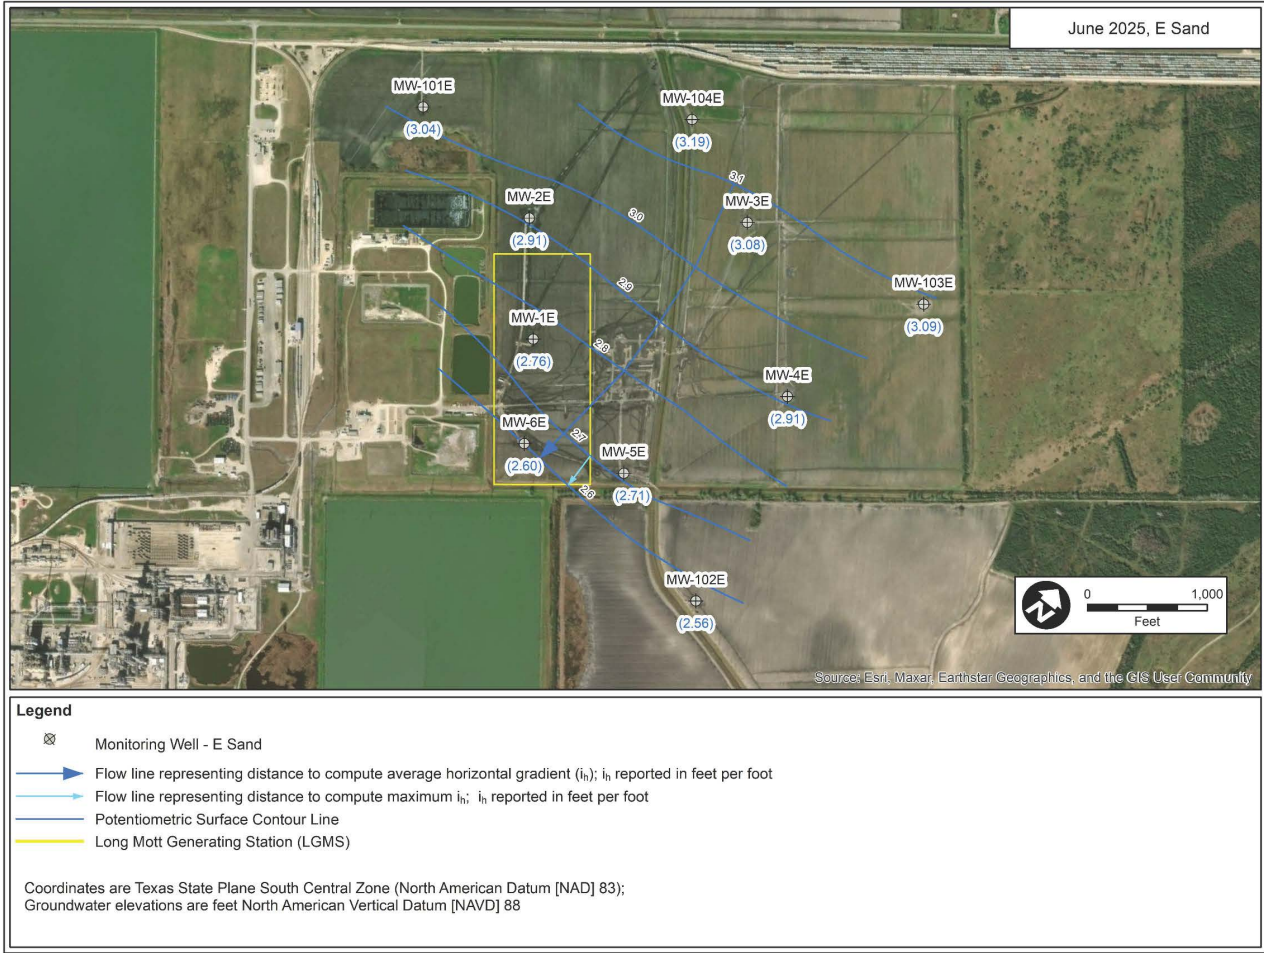 June 2025, E Sand
MW-101E
(3.04)
MW-104E
(3.19)
3.1
MW-2E
(2.91)
3.0
MW-3E
(3.08)
2.9
MW-103E
(3.09)
MW-1E
(2.76)
2.8
MW-4E
(2.91)
MW-6E
(2.60)
2.7
MW-5E
(2.71)
2.6
MW-102E
(2.56)
N
0 1,000
Feet
Source: Esri, Maxar, Earthstar Geographics, and the GIS User Community
Legend
Monitoring Well - E Sand
Flow line representing distance to compute average horizontal gradient (iₕ); iₕ reported in feet per foot
Flow line representing distance to compute maximum iₕ; iₕ reported in feet per foot
Potentiometric Surface Contour Line
Long Mott Generating Station (LGMS)
Coordinates are Texas State Plane South Central Zone (North American Datum [NAD] 83);
Groundwater elevations are feet North American Vertical Datum [NAVD] 88